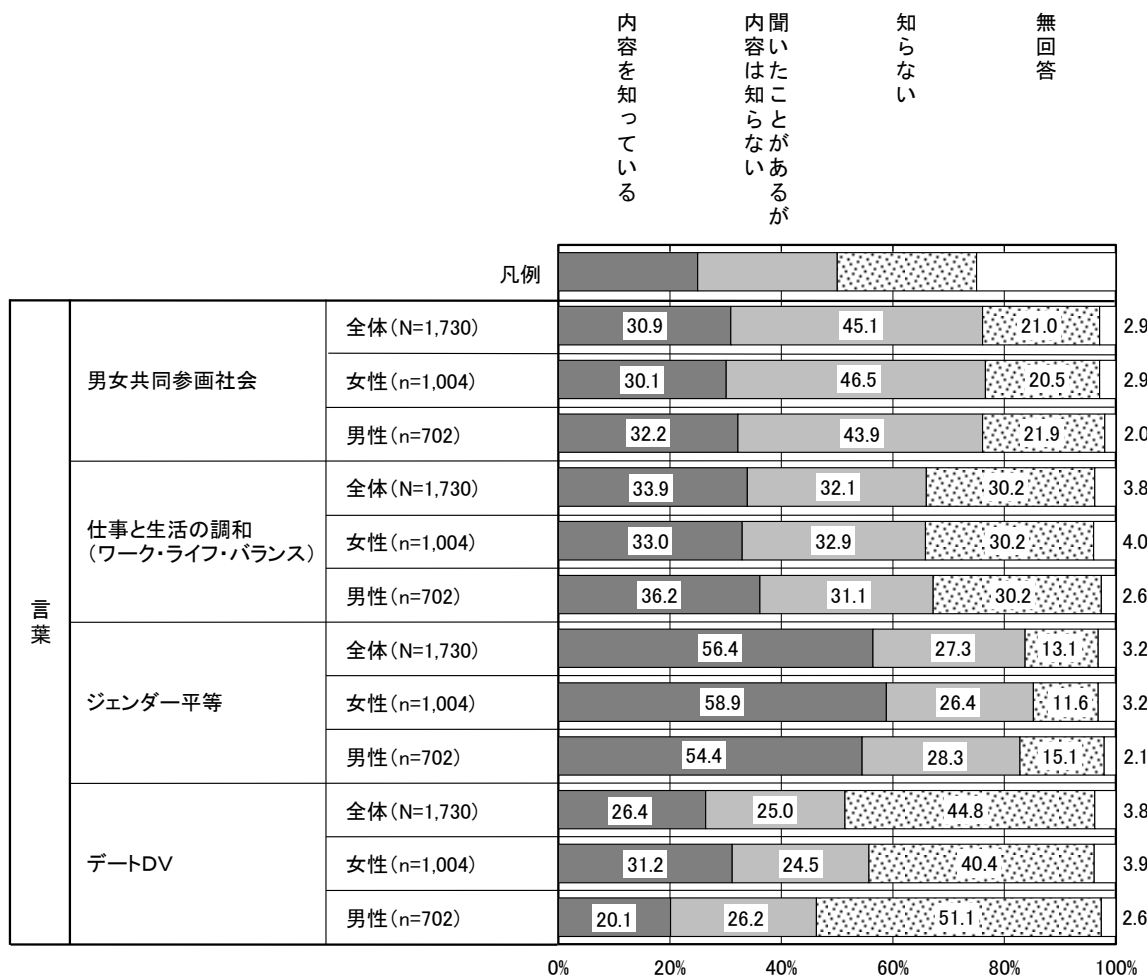 内容を知っている
聞いたことがあるが
内容は知らない
知らない
無回答
凡例
言葉
男女共同参画社会
全体(N=1,730)
30.9
45.1
21.0
2.9
女性(n=1,004)
30.1
46.5
20.5
2.9
男性(n=702)
32.2
43.9
21.9
2.0
仕事と生活の調和
(ワーク・ライフ・バランス)
全体(N=1,730)
33.9
32.1
30.2
3.8
女性(n=1,004)
33.0
32.9
30.2
4.0
男性(n=702)
36.2
31.1
30.2
2.6
ジェンダー平等
全体(N=1,730)
56.4
27.3
13.1
3.2
女性(n=1,004)
58.9
26.4
11.6
3.2
男性(n=702)
54.4
28.3
15.1
2.1
デートDV
全体(N=1,730)
26.4
25.0
44.8
3.8
女性(n=1,004)
31.2
24.5
40.4
3.9
男性(n=702)
20.1
26.2
51.1
2.6
0%
20%
40%
60%
80%
100%